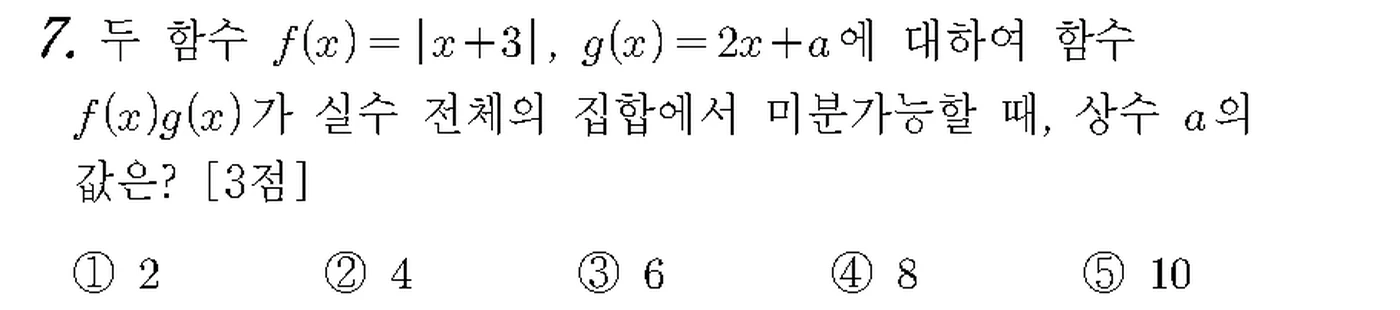 7. 두 함수 f(x)=|x+3|, g(x)=2x+a에 대하여 함수
f(x)g(x)가 실수 전체의 집합에서 미분가능할 때, 상수 a의
값은? [3점]
① 2 ② 4 ③ 6 ④ 8 ⑤ 10